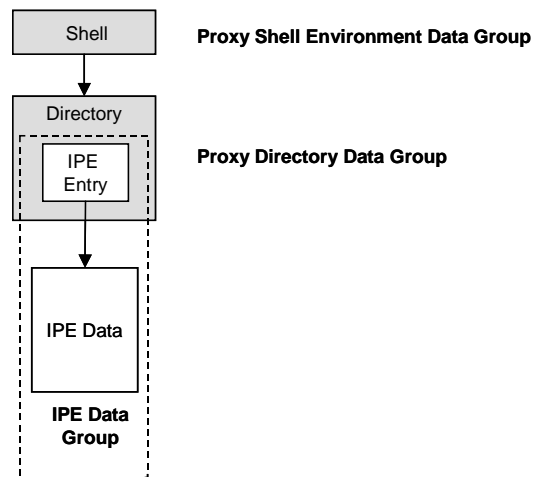 Shell
Proxy Shell Environment Data Group
Directory
IPE
Entry
Proxy Directory Data Group
IPE Data
IPE Data
Group